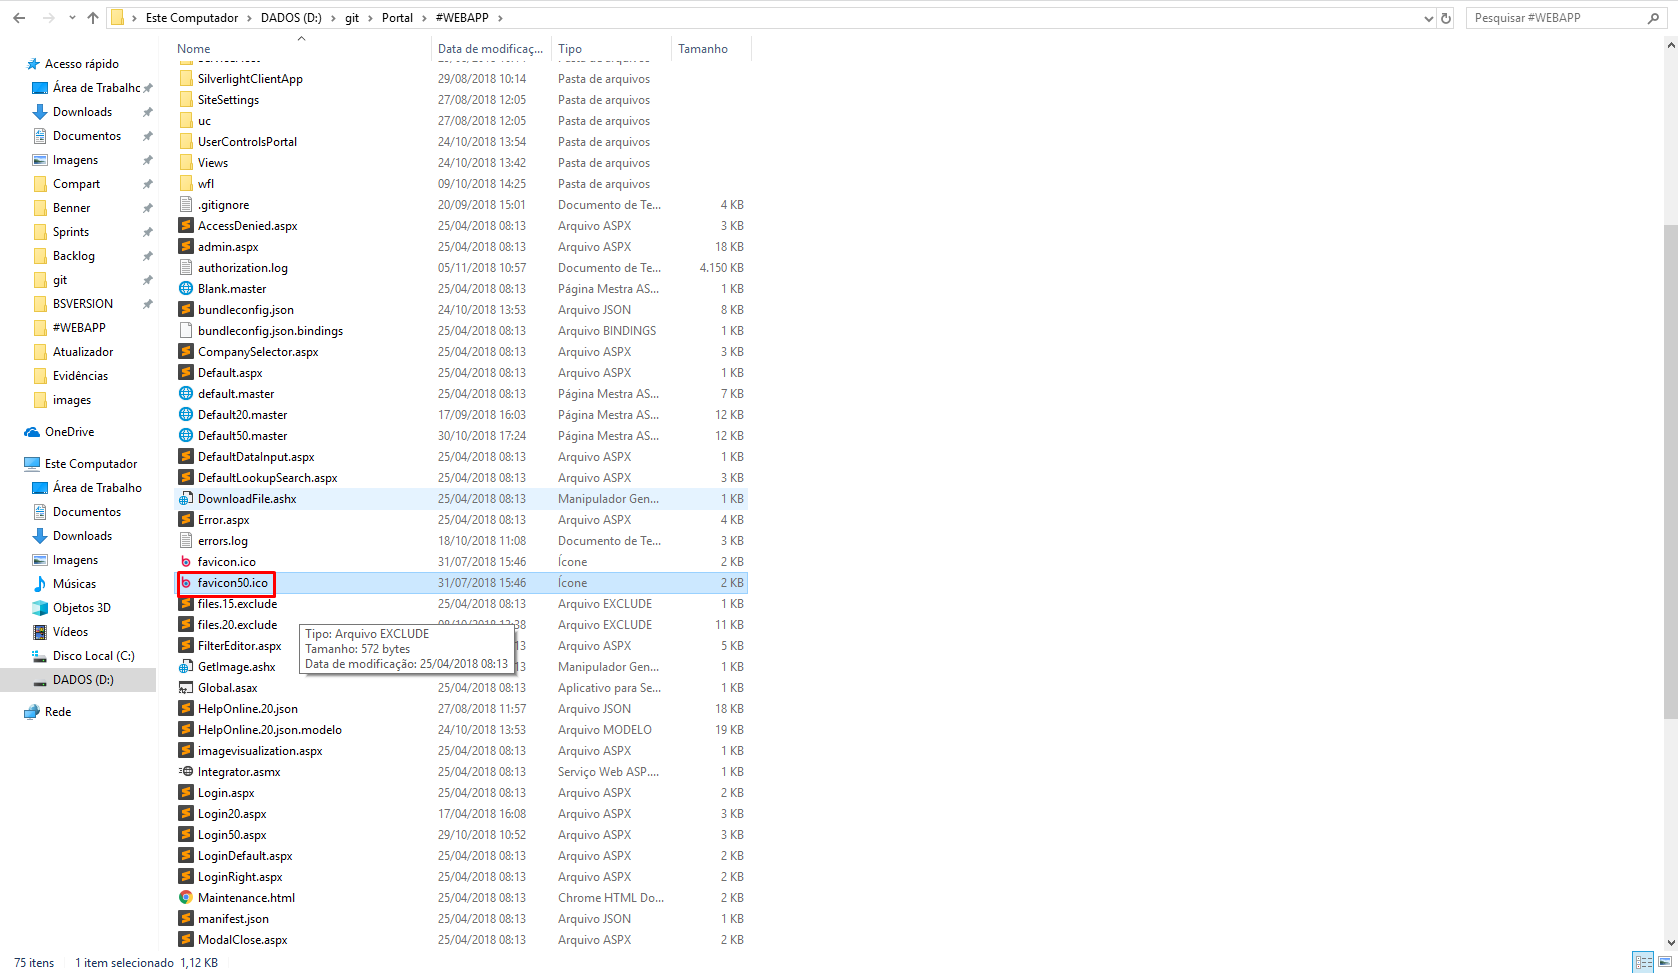 Este Computador > DADOS (D:) > git > Portal > #WEBAPP >
Pesquisar #WEBAPP
Acesso rápido
Área de Trabalhc
Downloads
Documentos
Imagens
Compart
Benner
Sprints
Backlog
git
BSVERSION
#WEBAPP
Atualizador
Evidências
images
OneDrive
Este Computador
Área de Trabalho
Documentos
Downloads
Imagens
Músicas
Objetos 3D
Vídeos
Disco Local (C:)
DADOS (D:)
Rede
Nome Data de modificaç... Tipo Tamanho
SilverlightClientApp 29/08/2018 10:14 Pasta de arquivos
SiteSettings 27/08/2018 12:05 Pasta de arquivos
uc 27/08/2018 12:05 Pasta de arquivos
UserControlsPortal 24/10/2018 13:54 Pasta de arquivos
Views 24/10/2018 13:42 Pasta de arquivos
wfl 09/10/2018 14:25 Pasta de arquivos
.gitignore 20/09/2018 15:01 Documento de Te... 4 KB
AccessDenied.aspx 25/04/2018 08:13 Arquivo ASPX 3 KB
admin.aspx 25/04/2018 08:13 Arquivo ASPX 18 KB
authorization.log 05/11/2018 10:57 Documento de Te... 4.150 KB
Blank.master 25/04/2018 08:13 Página Mestra AS... 1 KB
bundleconfig.json 24/10/2018 13:53 Arquivo JSON 8 KB
bundleconfig.json.bindings 25/04/2018 08:13 Arquivo BINDINGS 1 KB
CompanySelector.aspx 25/04/2018 08:13 Arquivo ASPX 3 KB
Default.aspx 25/04/2018 08:13 Arquivo ASPX 1 KB
default.master 25/04/2018 08:13 Página Mestra AS... 7 KB
Default20.master 17/09/2018 16:03 Página Mestra AS... 12 KB
Default50.master 30/10/2018 17:24 Página Mestra AS... 12 KB
DefaultDataInput.aspx 25/04/2018 08:13 Arquivo ASPX 1 KB
DefaultLookupSearch.aspx 25/04/2018 08:13 Arquivo ASPX 3 KB
DownloadFile.ashx 25/04/2018 08:13 Manipulador Gen... 1 KB
Error.aspx 25/04/2018 08:13 Arquivo ASPX 4 KB
errors.log 18/10/2018 11:08 Documento de Te... 3 KB
favicon.ico 31/07/2018 15:46 Ícone 2 KB
favicon50.ico 31/07/2018 15:46 Ícone 2 KB
files.15.exclude 25/04/2018 08:13 Arquivo EXCLUDE 1 KB
files.20.exclude :38 Arquivo EXCLUDE 11 KB
Tipo: Arquivo EXCLUDE
Tamanho: 572 bytes
Data de modificação: 25/04/2018 08:13
FilterEditor.aspx :13 Arquivo ASPX 5 KB
GetImage.ashx :13 Manipulador Gen... 1 KB
Global.asax 25/04/2018 08:13 Aplicativo para Se... 1 KB
HelpOnline.20.json 27/08/2018 11:57 Arquivo JSON 18 KB
HelpOnline.20.json.modelo 24/10/2018 13:53 Arquivo MODELO 19 KB
imagevisualization.aspx 25/04/2018 08:13 Arquivo ASPX 1 KB
Integrator.asmx 25/04/2018 08:13 Serviço Web ASP.... 1 KB
Login.aspx 25/04/2018 08:13 Arquivo ASPX 2 KB
Login20.aspx 17/04/2018 16:08 Arquivo ASPX 3 KB
Login50.aspx 29/10/2018 10:52 Arquivo ASPX 3 KB
LoginDefault.aspx 25/04/2018 08:13 Arquivo ASPX 2 KB
LoginRight.aspx 25/04/2018 08:13 Arquivo ASPX 2 KB
Maintenance.html 25/04/2018 08:13 Chrome HTML Do... 2 KB
manifest.json 25/04/2018 08:13 Arquivo JSON 1 KB
ModalClose.aspx 25/04/2018 08:13 Arquivo ASPX 2 KB
75 itens 1 item selecionado 1,12 KB